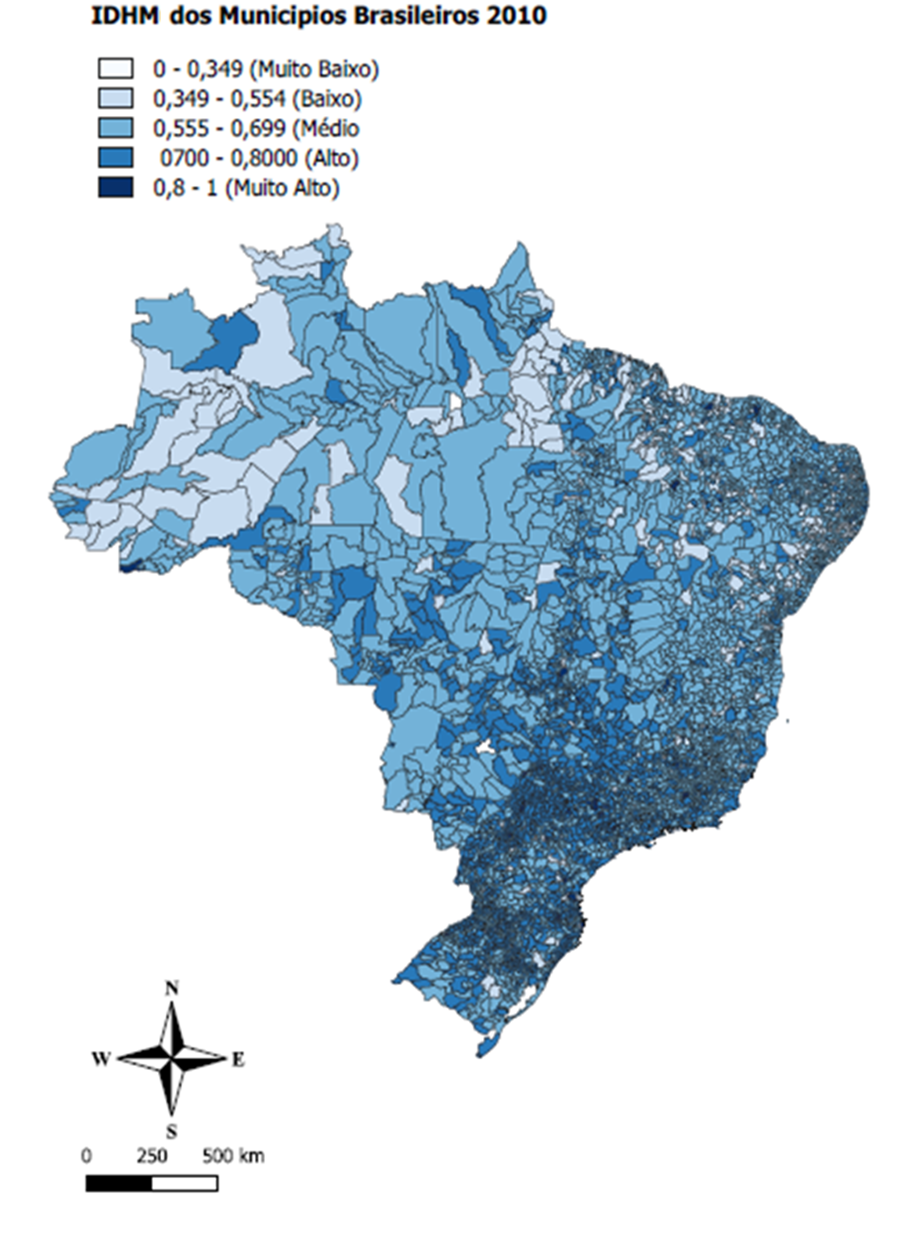 IDHM dos Municipios Brasileiros 2010
0 - 0,349 (Muito Baixo)
0,349 - 0,554 (Baixo)
0,555 - 0,699 (Médio
0700 - 0,8000 (Alto)
0,8 - 1 (Muito Alto)
N
W E
S
0 250 500 km